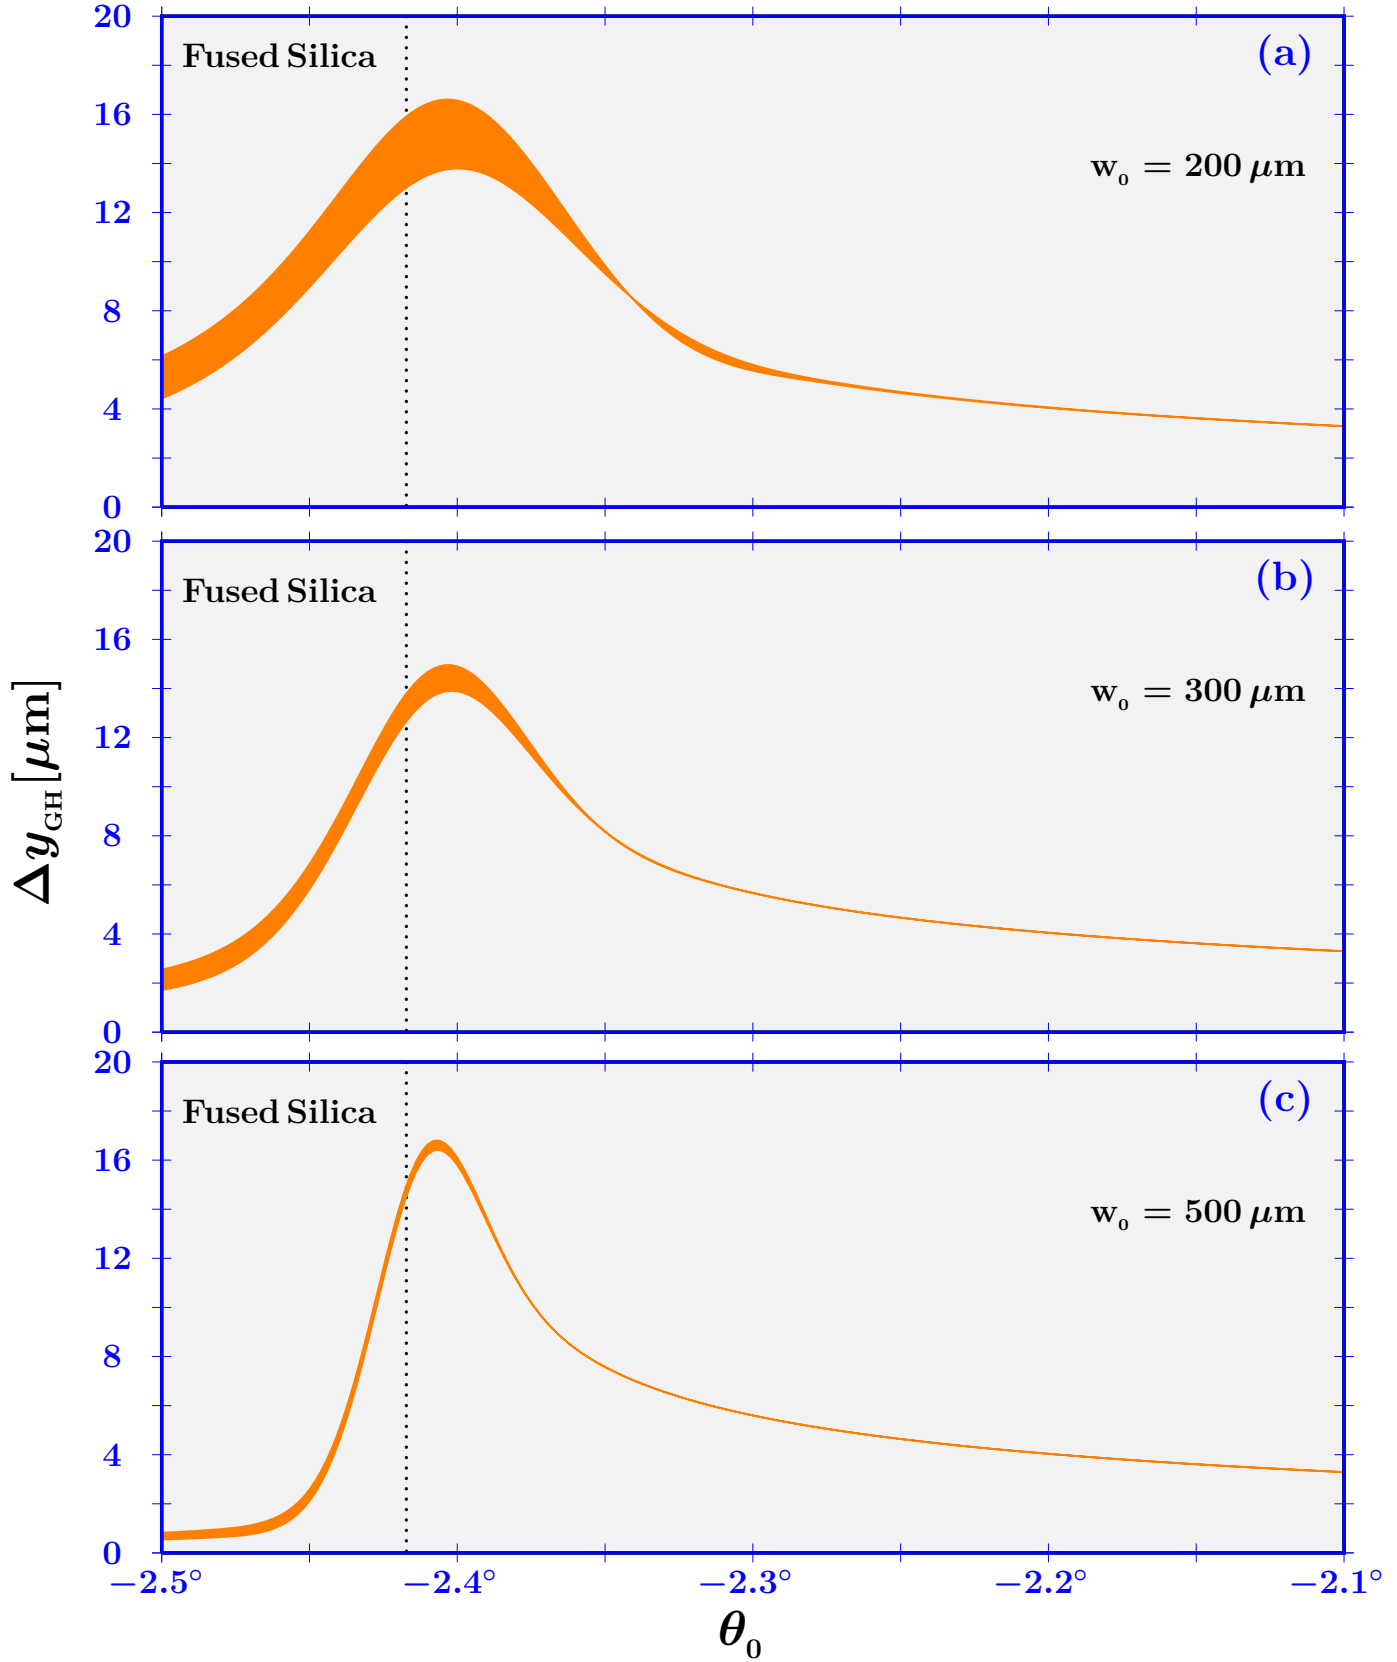 20
Fused Silica
(a)
16
w₀ = 200 μm
12
8
4
0
20
(b)
Fused Silica
16
w₀ = 300 μm
12
8
4
0
Δy_GH [μm]
20
(c)
Fused Silica
16
w₀ = 500 μm
12
8
4
0
−2.5° −2.4° −2.3° −2.2° −2.1°
θ₀